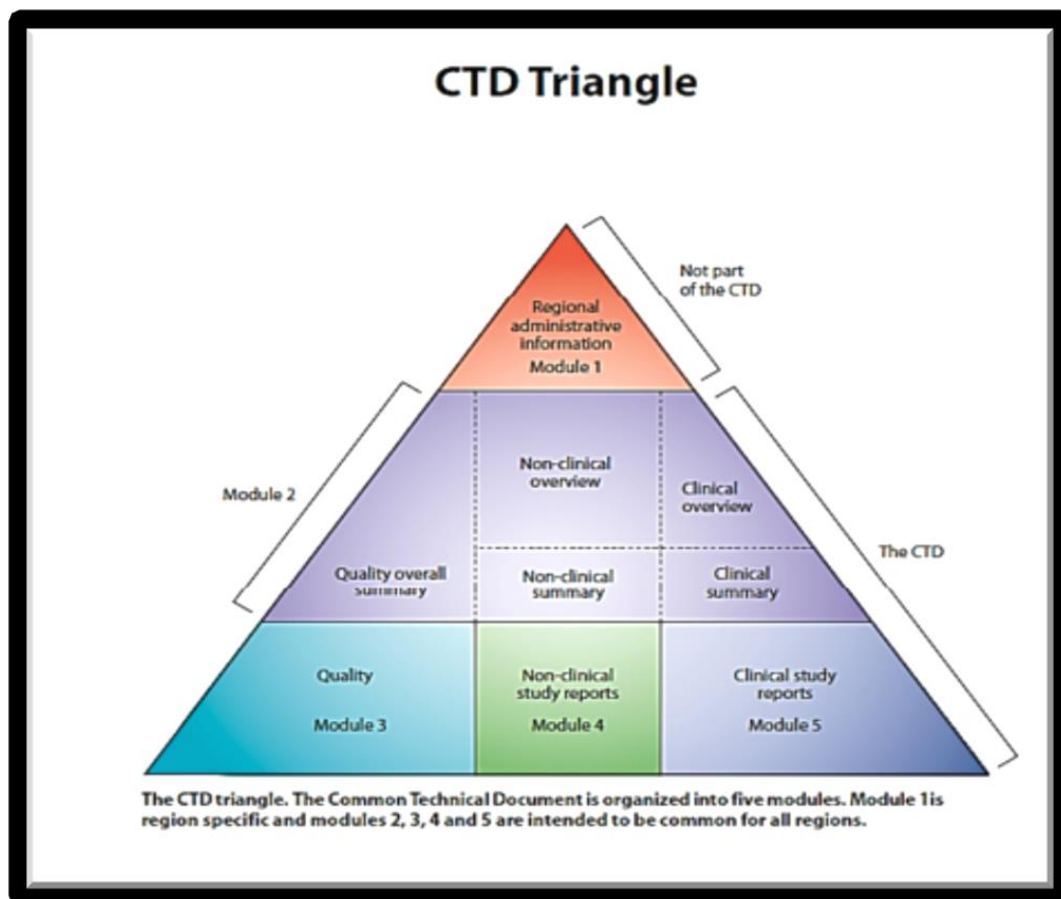 CTD Triangle
Not part
of the CTD
Regional
administrative
information
Module 1
Module 2
Non-clinical
overview
Clinical
overview
The CTD
Quality overall
summary
Non-clinical
summary
Clinical
summary
Quality
Module 3
Non-clinical
study reports
Module 4
Clinical study
reports
Module 5
The CTD triangle. The Common Technical Document is organized into five modules. Module 1 is
region specific and modules 2, 3, 4 and 5 are intended to be common for all regions.